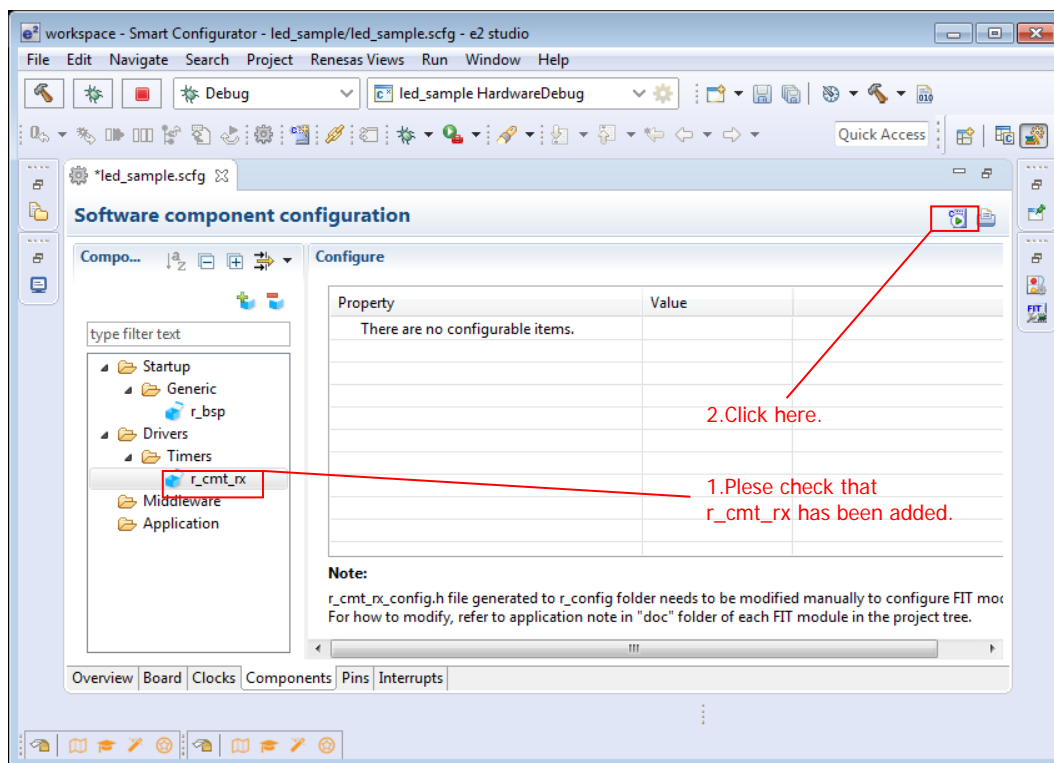 workspace - Smart Configurator - led_sample/led_sample.scfg - e2 studio
File Edit Navigate Search Project Renesas Views Run Window Help
Debug
led_sample HardwareDebug
010
Quick Access
*led_sample.scfg
Software component configuration
Compo...
Configure
Property Value
There are no configurable items.
type filter text
Startup
Generic
r_bsp
Drivers
Timers
r_cmt_rx
Middleware
Application
2.Click here.
1.Plese check that
r_cmt_rx has been added.
Note:
r_cmt_rx_config.h file generated to r_config folder needs to be modified manually to configure FIT mo
For how to modify, refer to application note in "doc" folder of each FIT module in the project tree.
Overview Board Clocks Components Pins Interrupts
FIT